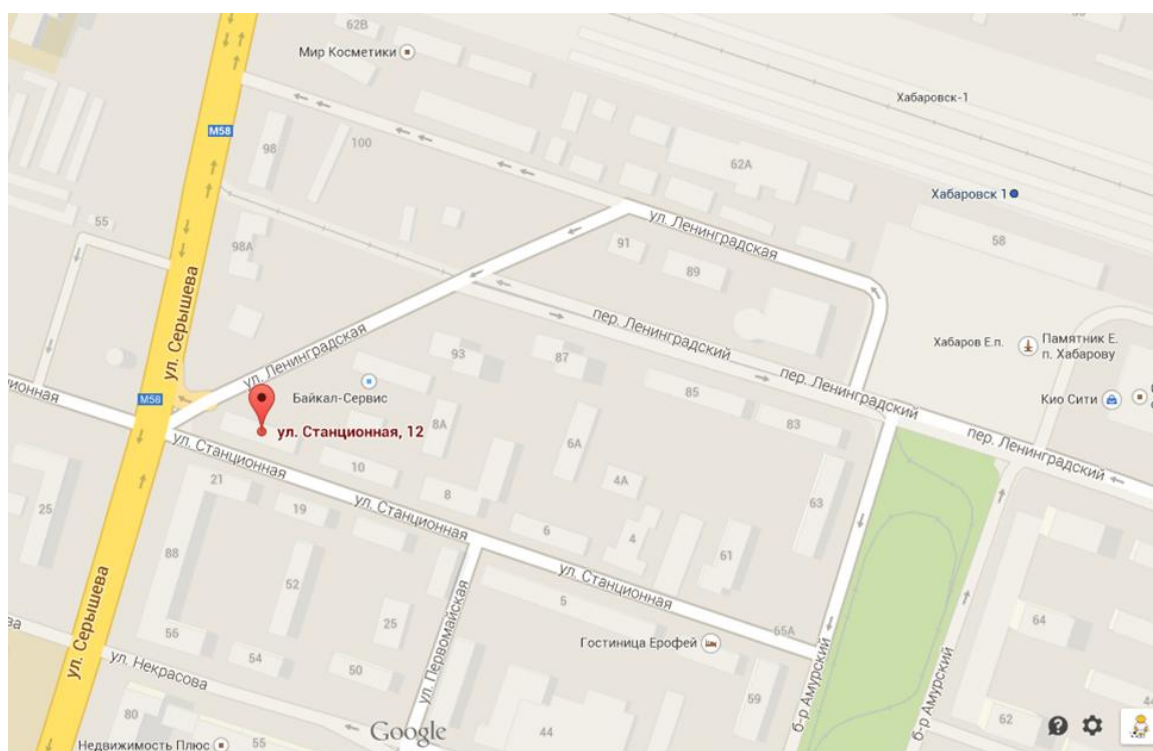 62В
Мир Косметики
Хабаровск-1
М58
98
100
62А
Хабаровск 1
58
55
98А
ул. Ленинградская
91
89
ул. Серышева
пер. Ленинградский
Хабаров Е.п.
Памятник Е.
п. Хабарову
ул. Ленинградская
93
87
пер. Ленинградский
85
83
Кио Сити
Байкал-Сервис
М58
ул. Станционная, 12
8А
6А
пер. Ленинградский
ул. Станционная
10
4А
63
21
19
8
ул. Станционная
25
88
6
4
61
52
ул. Станционная
5
25
65А
64
ул. Серышева
56
54
50
ул. Первомайская
Гостиница Ерофей
б-р Амурский
б-р Амурский
ул. Некрасова
59
62
80
55
44
Недвижимость Плюс
Google